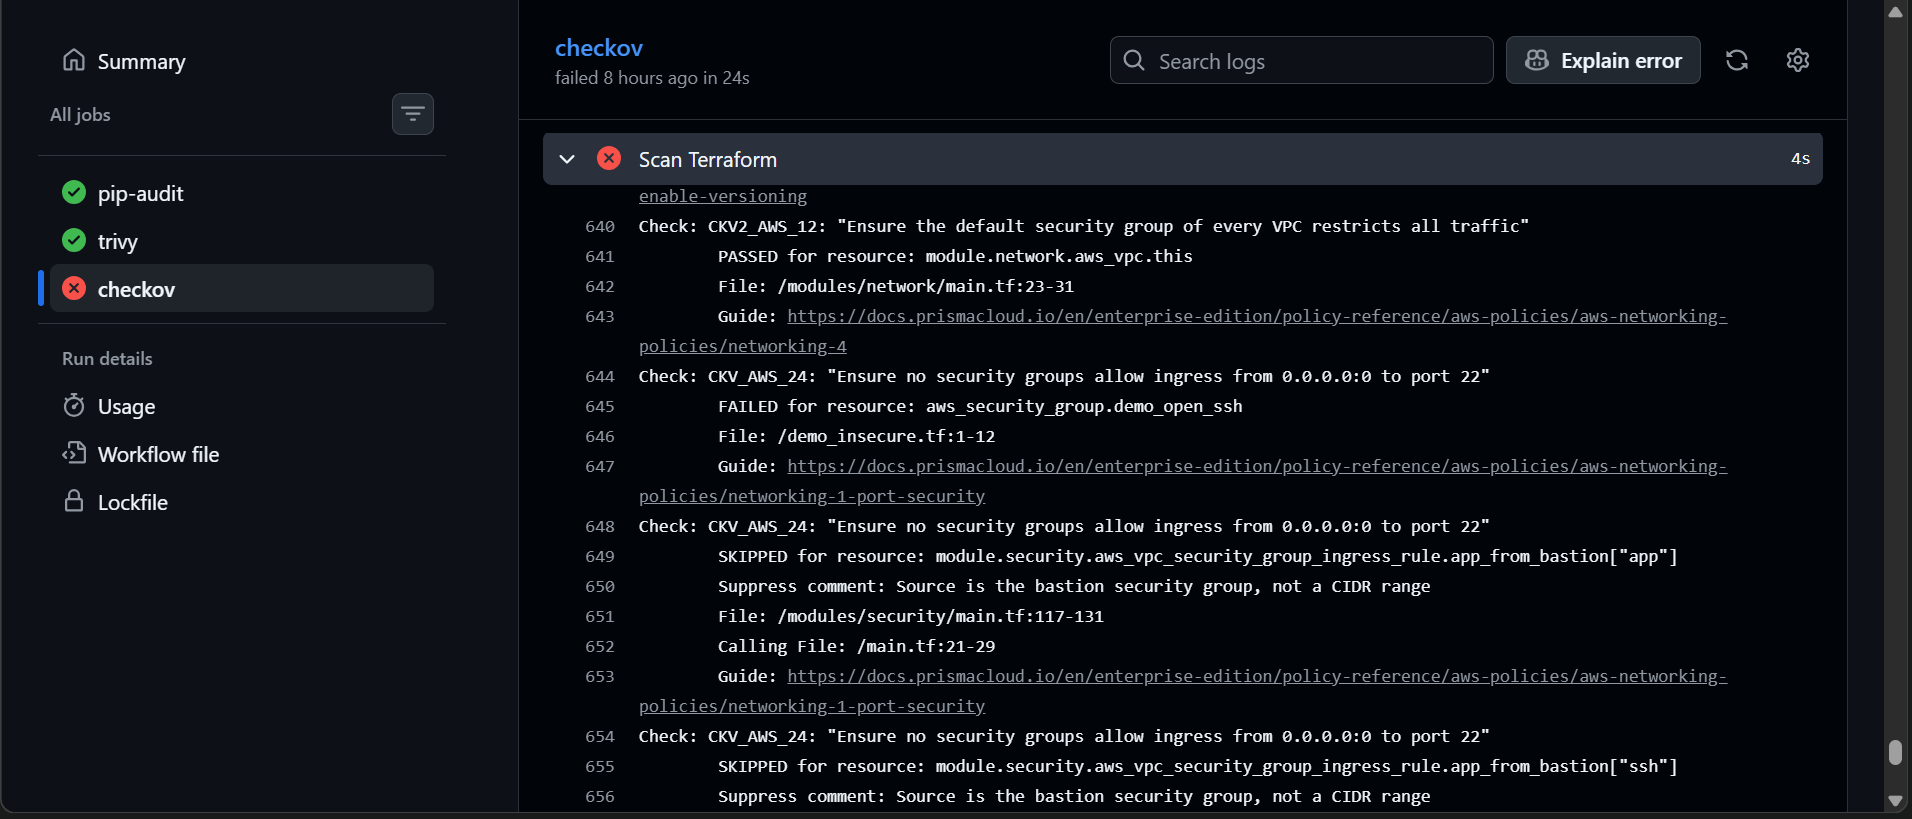 Summary
All jobs
pip-audit
trivy
checkov
Run details
Usage
Workflow file
Lockfile
checkov
failed 8 hours ago in 24s
Search logs
Explain error
Scan Terraform
4s
enable-versioning
640 Check: CKV2_AWS_12: "Ensure the default security group of every VPC restricts all traffic"
641 PASSED for resource: module.network.aws_vpc.this
642 File: /modules/network/main.tf:23-31
643 Guide: https://docs.prismacloud.io/en/enterprise-edition/policy-reference/aws-policies/aws-networking-
policies/networking-4
644 Check: CKV_AWS_24: "Ensure no security groups allow ingress from 0.0.0.0:0 to port 22"
645 FAILED for resource: aws_security_group.demo_open_ssh
646 File: /demo_insecure.tf:1-12
647 Guide: https://docs.prismacloud.io/en/enterprise-edition/policy-reference/aws-policies/aws-networking-
policies/networking-1-port-security
648 Check: CKV_AWS_24: "Ensure no security groups allow ingress from 0.0.0.0:0 to port 22"
649 SKIPPED for resource: module.security.aws_vpc_security_group_ingress_rule.app_from_bastion["app"]
650 Suppress comment: Source is the bastion security group, not a CIDR range
651 File: /modules/security/main.tf:117-131
652 Calling File: /main.tf:21-29
653 Guide: https://docs.prismacloud.io/en/enterprise-edition/policy-reference/aws-policies/aws-networking-
policies/networking-1-port-security
654 Check: CKV_AWS_24: "Ensure no security groups allow ingress from 0.0.0.0:0 to port 22"
655 SKIPPED for resource: module.security.aws_vpc_security_group_ingress_rule.app_from_bastion["ssh"]
656 Suppress comment: Source is the bastion security group, not a CIDR range